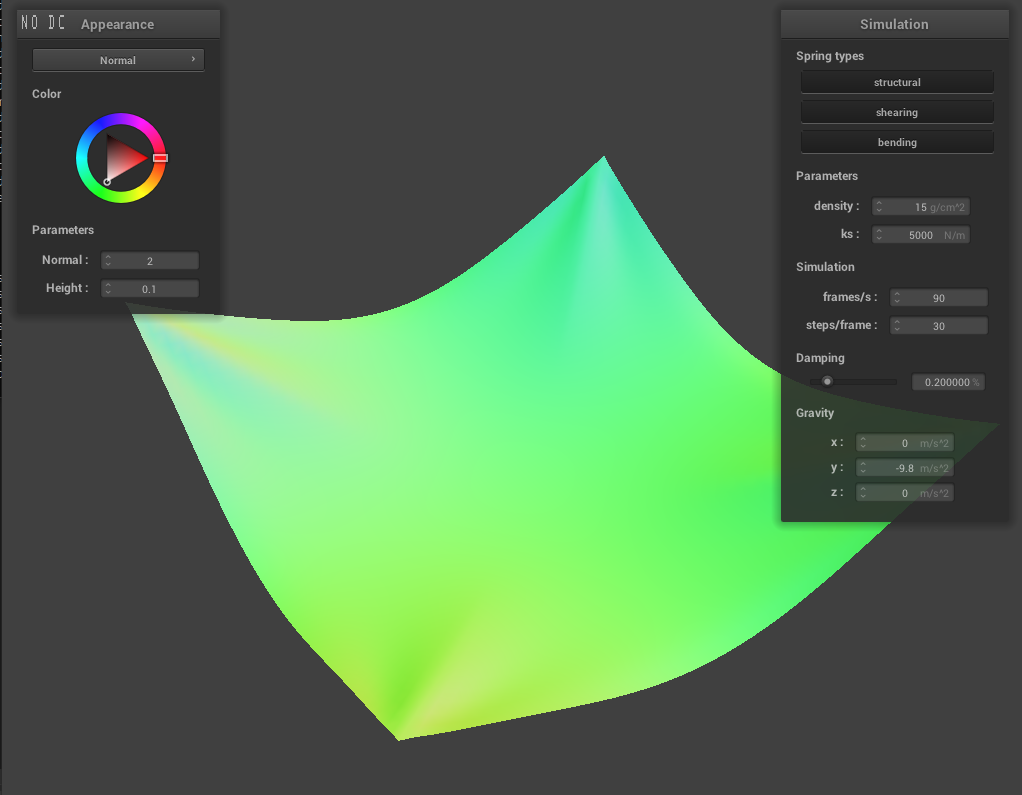 NO DC Appearance
Normal
Color
Parameters
Normal : 2
Height : 0.1
Simulation
Spring types
structural
shearing
bending
Parameters
density : 15 g/cm^2
ks : 5000 N/m
Simulation
frames/s : 90
steps/frame : 30
Damping
0.200000 %
Gravity
x : 0 m/s^2
y : -9.8 m/s^2
z : 0 m/s^2